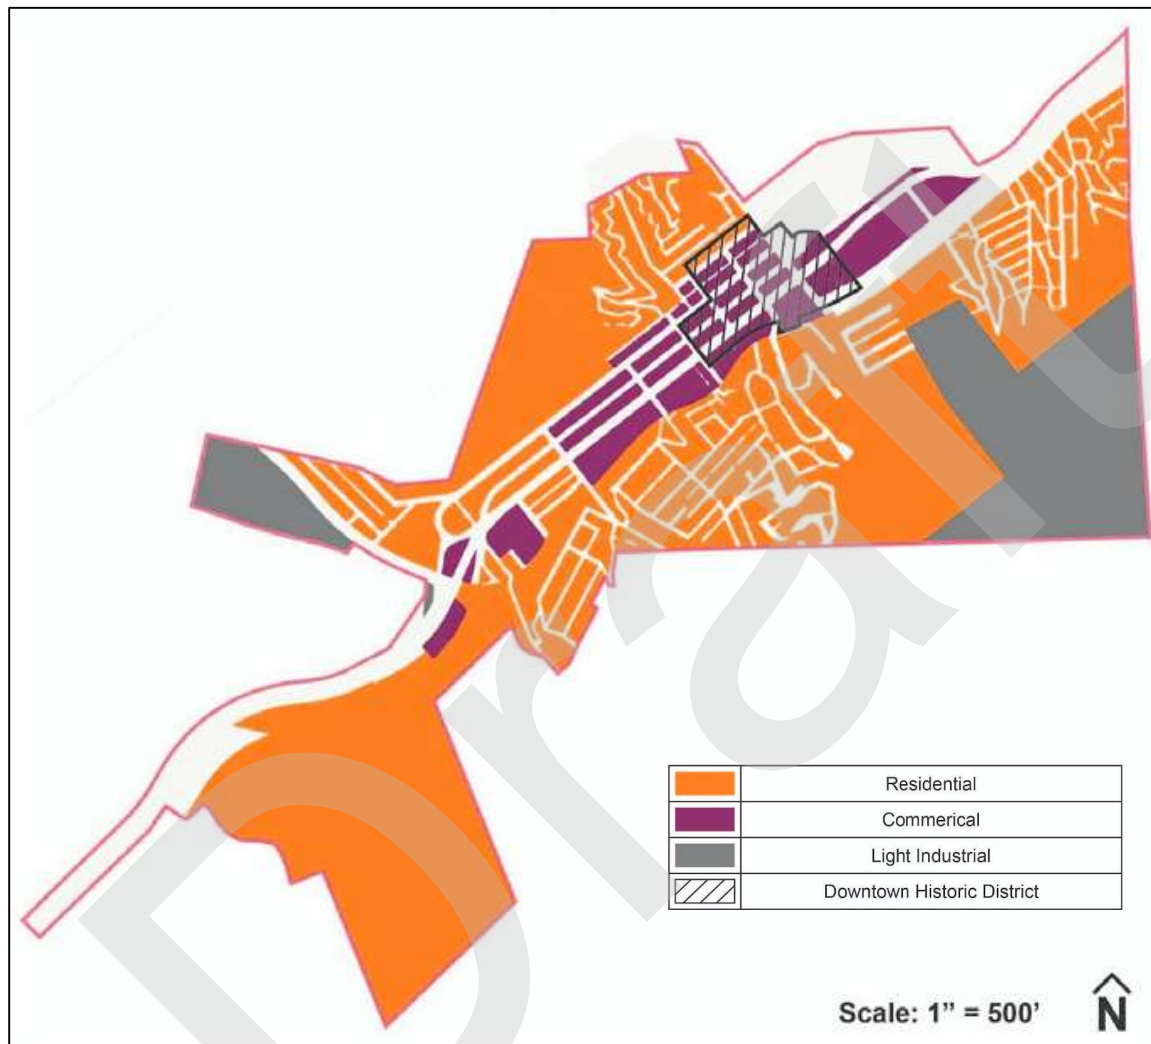 Draft
Residential
Commerical
Light Industrial
Downtown Historic District
Scale: 1” = 500’
N